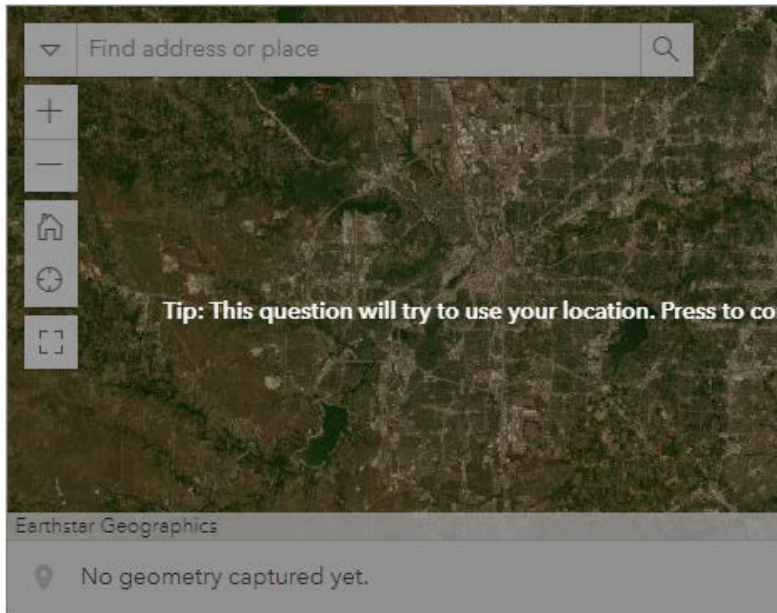 Find address or place
Tip: This question will try to use your location. Press to co
Earthstar Geographics
No geometry captured yet.